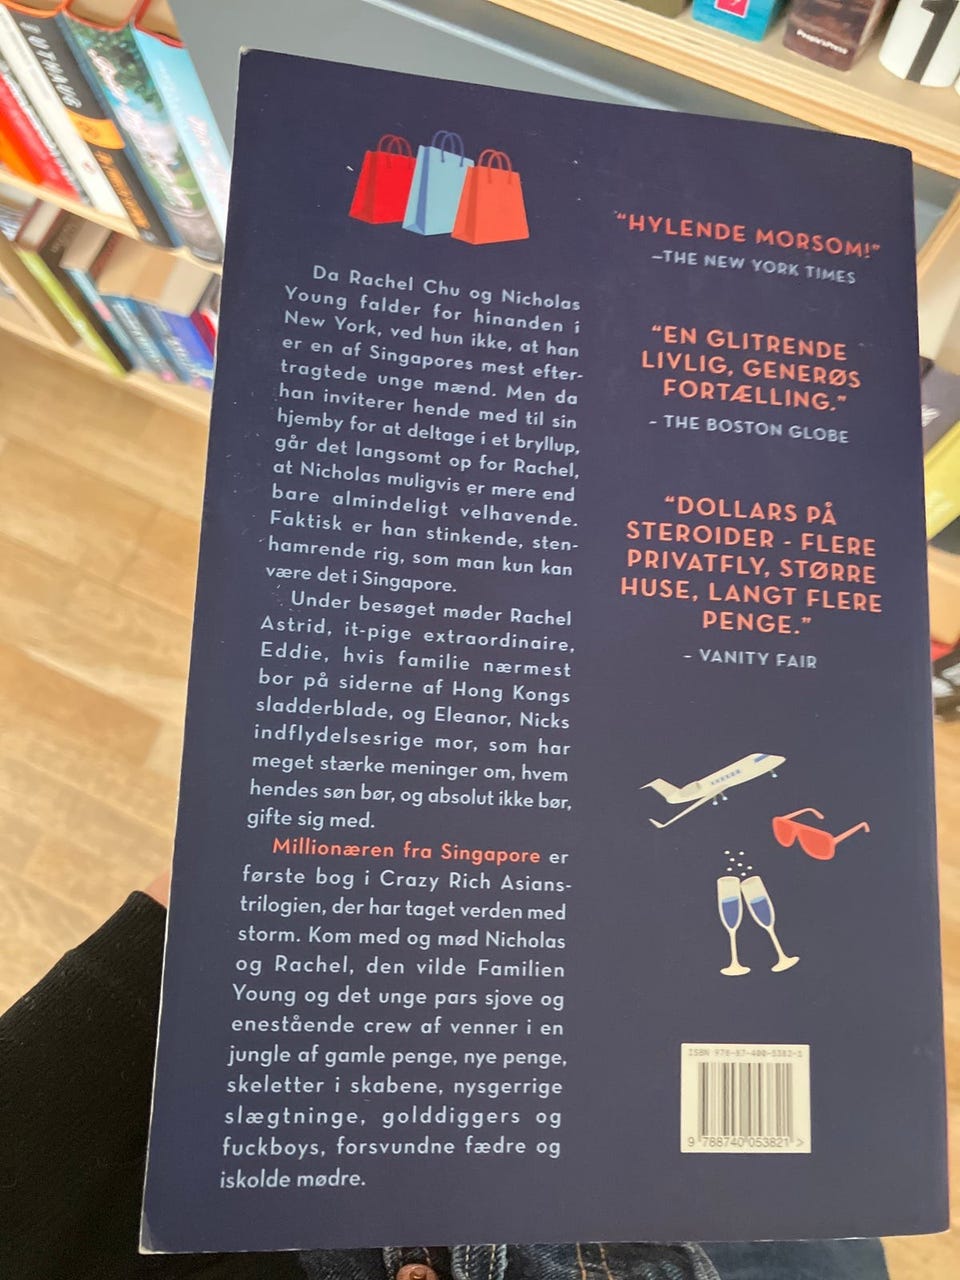 Da Rachel Chu og Nicholas
Young falder for hinanden i
New York, ved hun ikke, at han
er en af Singapores mest efter-
tragtede unge mænd. Men da
han inviterer hende med til sin
hjemby for at deltage i et bryllup,
går det langsomt op for Rachel,
at Nicholas muligvis er mere end
bare almindeligt velhavende.
Faktisk er han stinkende, sten-
hamrende rig, som man kun kan
være det i Singapore.
Under besøget møder Rachel
Astrid, it-pige extraordinaire,
Eddie, hvis familie nærmest
bor på siderne af Hong Kongs
sladderblade, og Eleanor, Nicks
indflydelsesrige mor, som har
meget stærke meninger om, hvem
hendes søn bør, og absolut ikke bør,
gifte sig med.
Millionæren fra Singapore er
første bog i Crazy Rich Asians-
trilogien, der har taget verden med
storm. Kom med og mød Nicholas
og Rachel, den vilde Familien
Young og det unge pars sjove og
enestående crew af venner i en
jungle af gamle penge, nye penge,
skeletter i skabene, nysgerrige
slægtninge, golddiggers og
fuckboys, forsvundne fædre og
iskolde mødre.
"HYLENDE MORSOM!"
–THE NEW YORK TIMES
"EN GLITRENDE
LIVLIG, GENERØS
FORTÆLLING."
- THE BOSTON GLOBE
"DOLLARS PÅ
STEROIDER - FLERE
PRIVATFLY, STØRRE
HUSE, LANGT FLERE
PENGE."
- VANITY FAIR
ISBN 978-87-400-5382-1
9 788740 053821 >
People'sPress
1